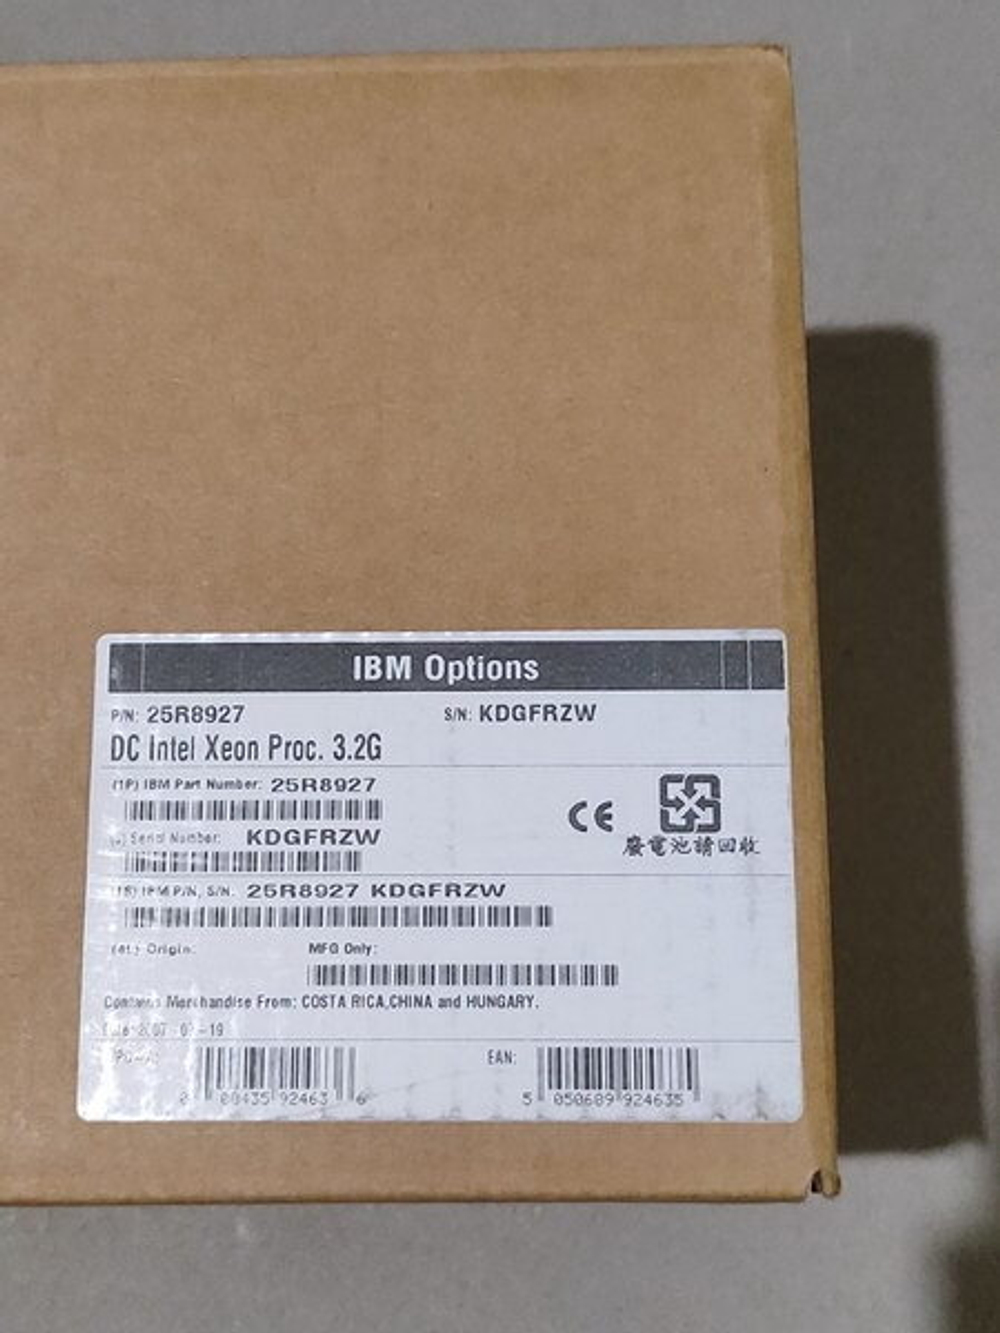 IBM Options
P/N: 25R8927 S/N: KDGFRZW
DC Intel Xeon Proc. 3.2G
(1P) IBM Part Number: 25R8927
CE
Serial Number: KDGFRZW
廢電池請回收
(1S) IBM P/N, S/N. 25R8927 KDGFRZW
Origin: MFG Only:
Contains Merchandise From: COSTA RICA,CHINA and HUNGARY.
EAN:
0 08435 92463 6 5 050689 924635